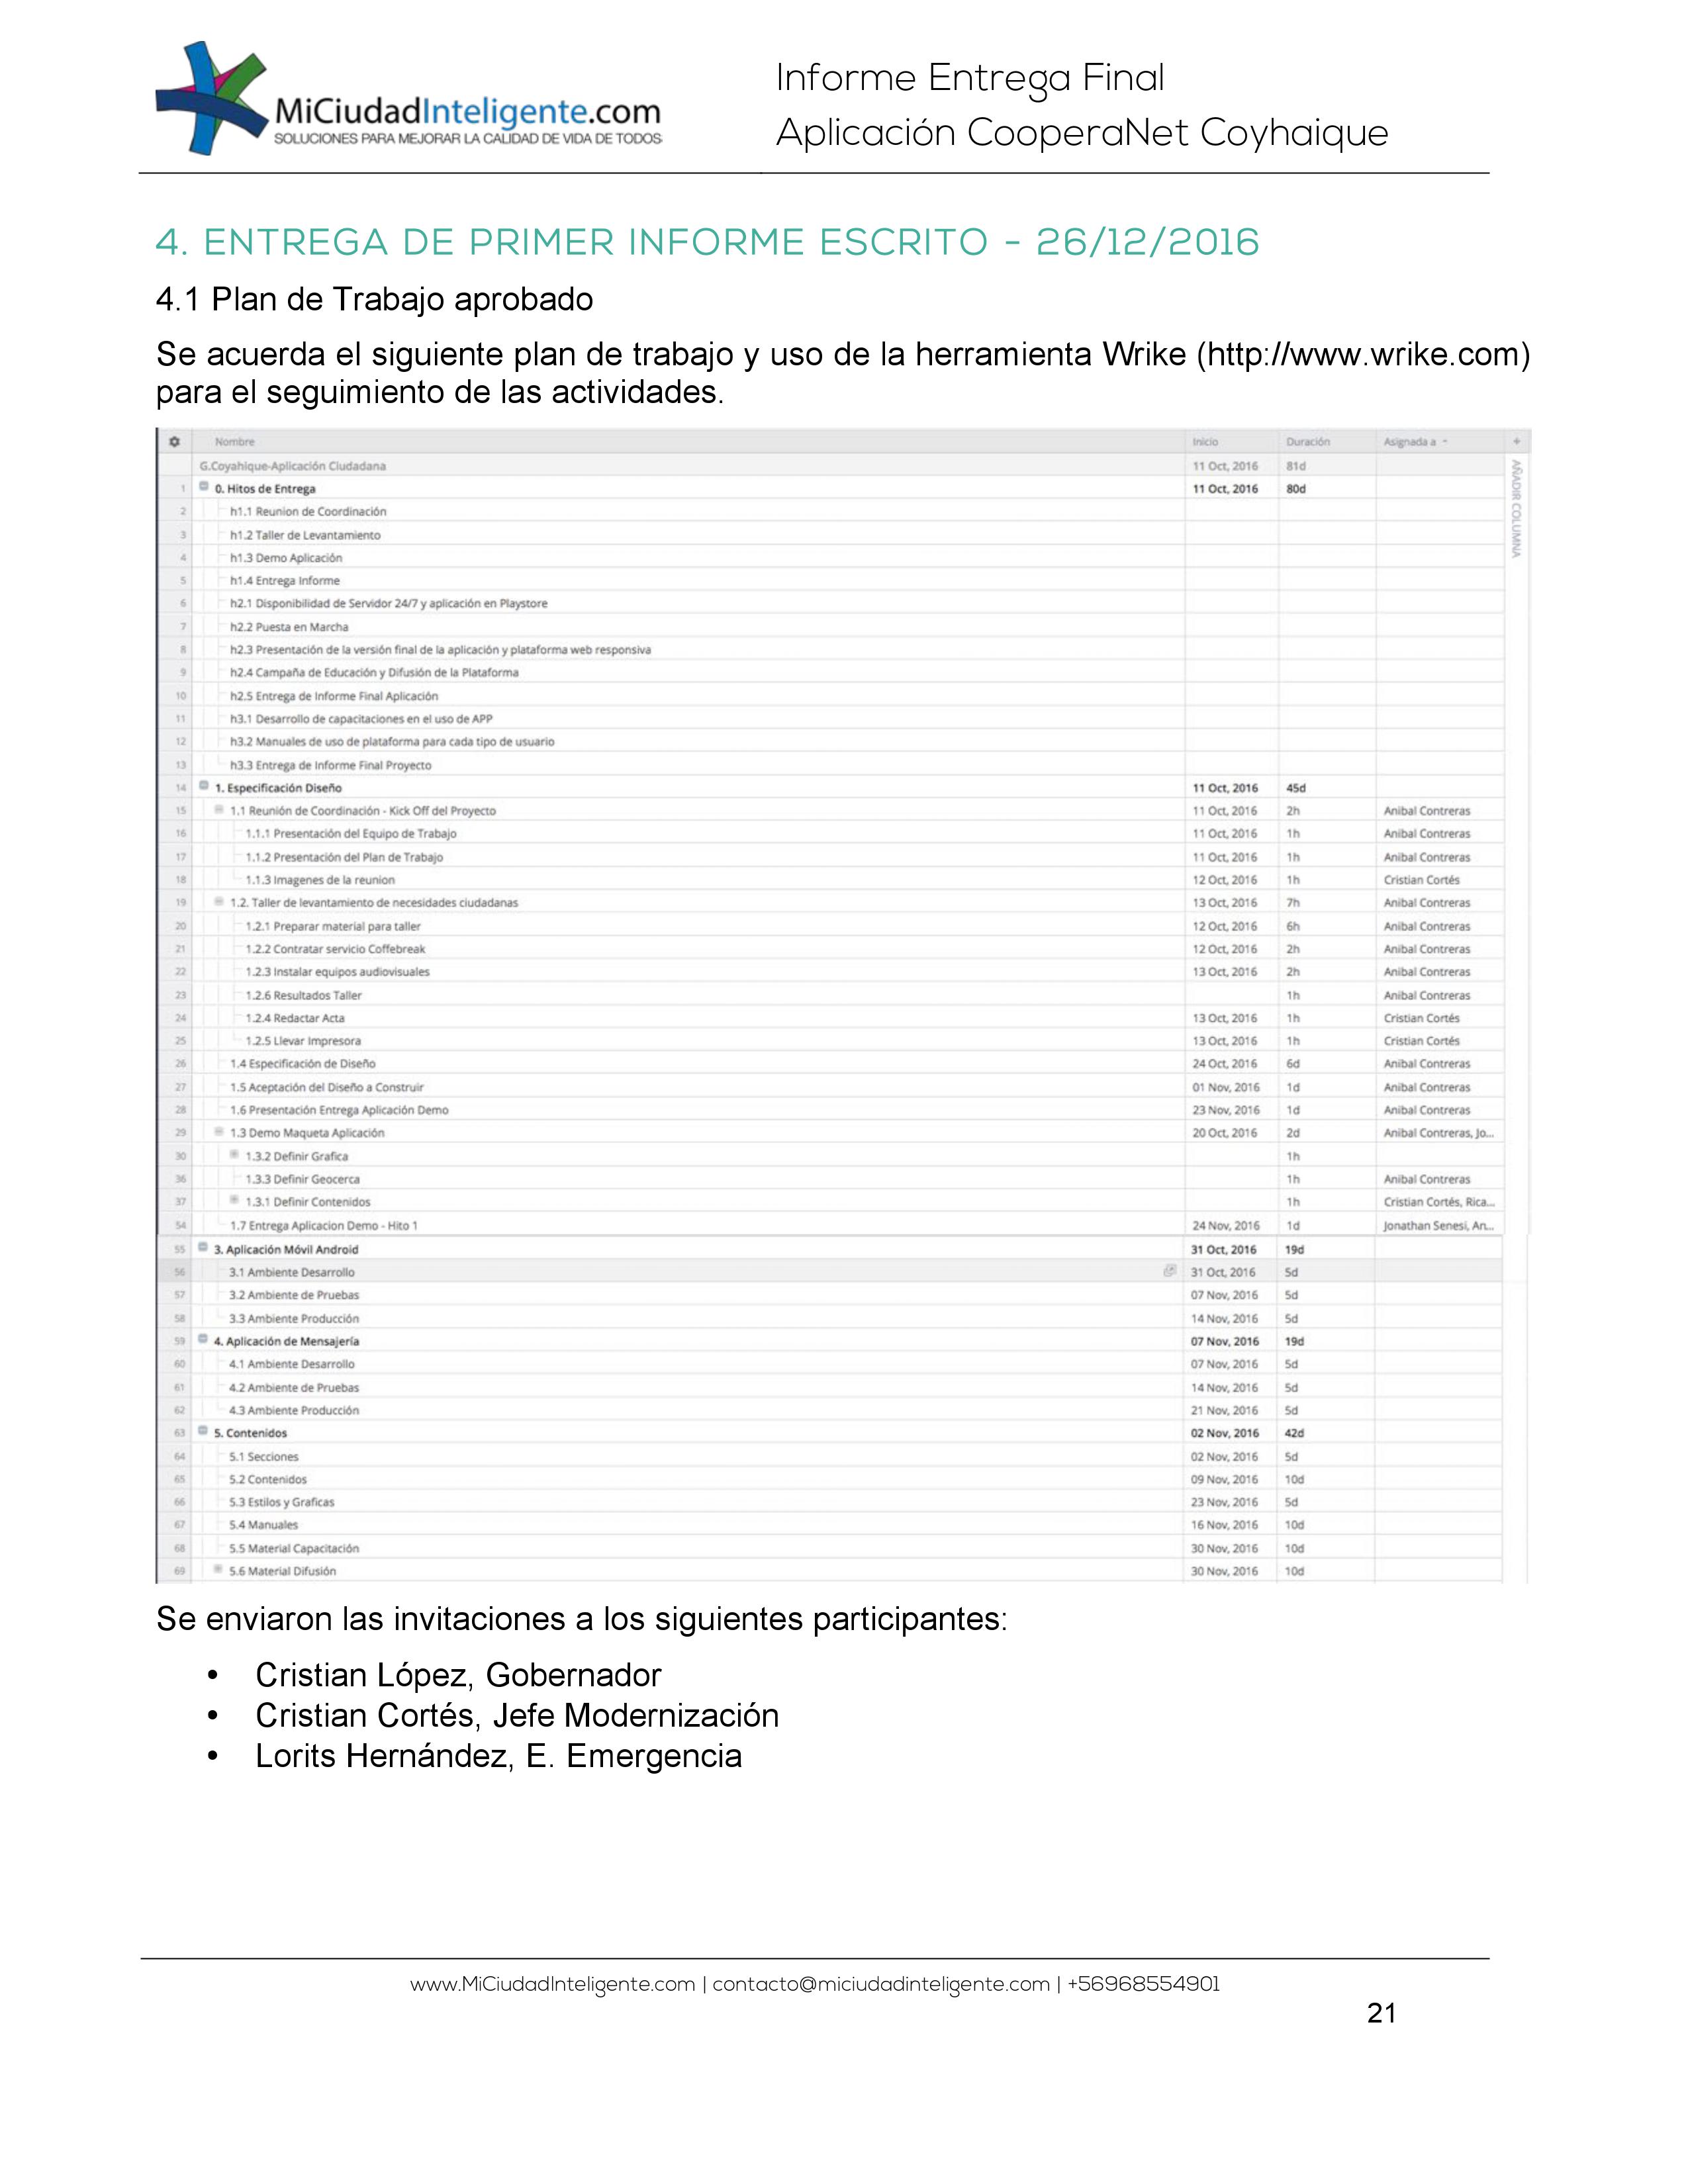 MiCiudadInteligente.com
SOLUCIONES PARA MEJORAR LA CALIDAD DE VIDA DE TODOS
Informe Entrega Final
Aplicación CooperaNet Coyhaique
4. ENTREGA DE PRIMER INFORME ESCRITO - 26/12/2016
4.1 Plan de Trabajo aprobado
Se acuerda el siguiente plan de trabajo y uso de la herramienta Wrike (http://www.wrike.com)
para el seguimiento de las actividades.
Nombre Inicio Duración Asignada a +
AÑADIR COLUMNA
G.Coyahique-Aplicación Ciudadana 11 Oct, 2016 81d
1 0. Hitos de Entrega 11 Oct, 2016 80d
2 h1.1 Reunion de Coordinación
3 h1.2 Taller de Levantamiento
4 h1.3 Demo Aplicación
5 h1.4 Entrega Informe
6 h2.1 Disponibilidad de Servidor 24/7 y aplicación en Playstore
7 h2.2 Puesta en Marcha
8 h2.3 Presentación de la versión final de la aplicación y plataforma web responsiva
9 h2.4 Campaña de Educación y Difusión de la Plataforma
10 h2.5 Entrega de Informe Final Aplicación
11 h3.1 Desarrollo de capacitaciones en el uso de APP
12 h3.2 Manuales de uso de plataforma para cada tipo de usuario
13 h3.3 Entrega de Informe Final Proyecto
14 1. Especificación Diseño 11 Oct, 2016 45d
15 1.1 Reunión de Coordinación - Kick Off del Proyecto 11 Oct, 2016 2h Anibal Contreras
16 1.1.1 Presentación del Equipo de Trabajo 11 Oct, 2016 1h Anibal Contreras
17 1.1.2 Presentación del Plan de Trabajo 11 Oct, 2016 1h Anibal Contreras
18 1.1.3 Imagenes de la reunion 12 Oct, 2016 1h Cristian Cortés
19 1.2. Taller de levantamiento de necesidades ciudadanas 13 Oct, 2016 7h Anibal Contreras
20 1.2.1 Preparar material para taller 12 Oct, 2016 6h Anibal Contreras
21 1.2.2 Contratar servicio Coffebreak 12 Oct, 2016 2h Anibal Contreras
22 1.2.3 Instalar equipos audiovisuales 13 Oct, 2016 2h Anibal Contreras
23 1.2.6 Resultados Taller 1h Anibal Contreras
24 1.2.4 Redactar Acta 13 Oct, 2016 1h Cristian Cortés
25 1.2.5 Llevar Impresora 13 Oct, 2016 1h Cristian Cortés
26 1.4 Especificación de Diseño 24 Oct, 2016 6d Anibal Contreras
27 1.5 Aceptación del Diseño a Construir 01 Nov, 2016 1d Anibal Contreras
28 1.6 Presentación Entrega Aplicación Demo 23 Nov, 2016 1d Anibal Contreras
29 1.3 Demo Maqueta Aplicación 20 Oct, 2016 2d Anibal Contreras, Jo...
30 1.3.2 Definir Grafica 1h
36 1.3.3 Definir Geocerca 1h Anibal Contreras
37 1.3.1 Definir Contenidos 1h Cristian Cortés, Rica...
54 1.7 Entrega Aplicacion Demo - Hito 1 24 Nov, 2016 1d Jonathan Senesi, An...
55 3. Aplicación Móvil Android 31 Oct, 2016 19d
56 3.1 Ambiente Desarrollo 31 Oct, 2016 5d
57 3.2 Ambiente de Pruebas 07 Nov, 2016 5d
58 3.3 Ambiente Producción 14 Nov, 2016 5d
59 4. Aplicación de Mensajería 07 Nov, 2016 19d
60 4.1 Ambiente Desarrollo 07 Nov, 2016 5d
61 4.2 Ambiente de Pruebas 14 Nov, 2016 5d
62 4.3 Ambiente Producción 21 Nov, 2016 5d
63 5. Contenidos 02 Nov, 2016 42d
64 5.1 Secciones 02 Nov, 2016 5d
65 5.2 Contenidos 09 Nov, 2016 10d
66 5.3 Estilos y Graficas 23 Nov, 2016 5d
67 5.4 Manuales 16 Nov, 2016 10d
68 5.5 Material Capacitación 30 Nov, 2016 10d
69 5.6 Material Difusión 30 Nov, 2016 10d
Se enviaron las invitaciones a los siguientes participantes:
• Cristian López, Gobernador
• Cristian Cortés, Jefe Modernización
• Lorits Hernández, E. Emergencia
www.MiCiudadInteligente.com | contacto@miciudadinteligente.com | +56968554901
21